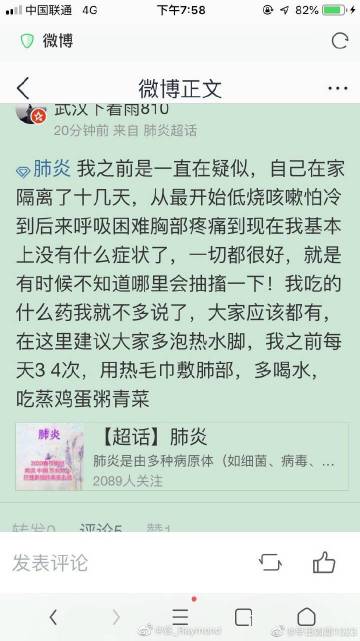 中国联通 4G 下午7:58 82%
微博
微博正文
武汉下看雨810
20分钟前 来自 肺炎超话
肺炎 我之前是一直在疑似，自己在家
隔离了十几天，从最开始低烧咳嗽怕冷
到后来呼吸困难胸部疼痛到现在我基本
上没有什么症状了，一切都很好，就是
有时候不知道哪里会抽搐一下！我吃的
什么药我就不多说了，大家应该都有，
在这里建议大家多泡热水脚，我之前每
天3 4次，用热毛巾敷肺部，多喝水，
吃蒸鸡蛋粥青菜
肺炎
【超话】肺炎
肺炎是由多种病原体（如细菌、病毒、...
2089人关注
转发0 评论5 赞1
发表评论